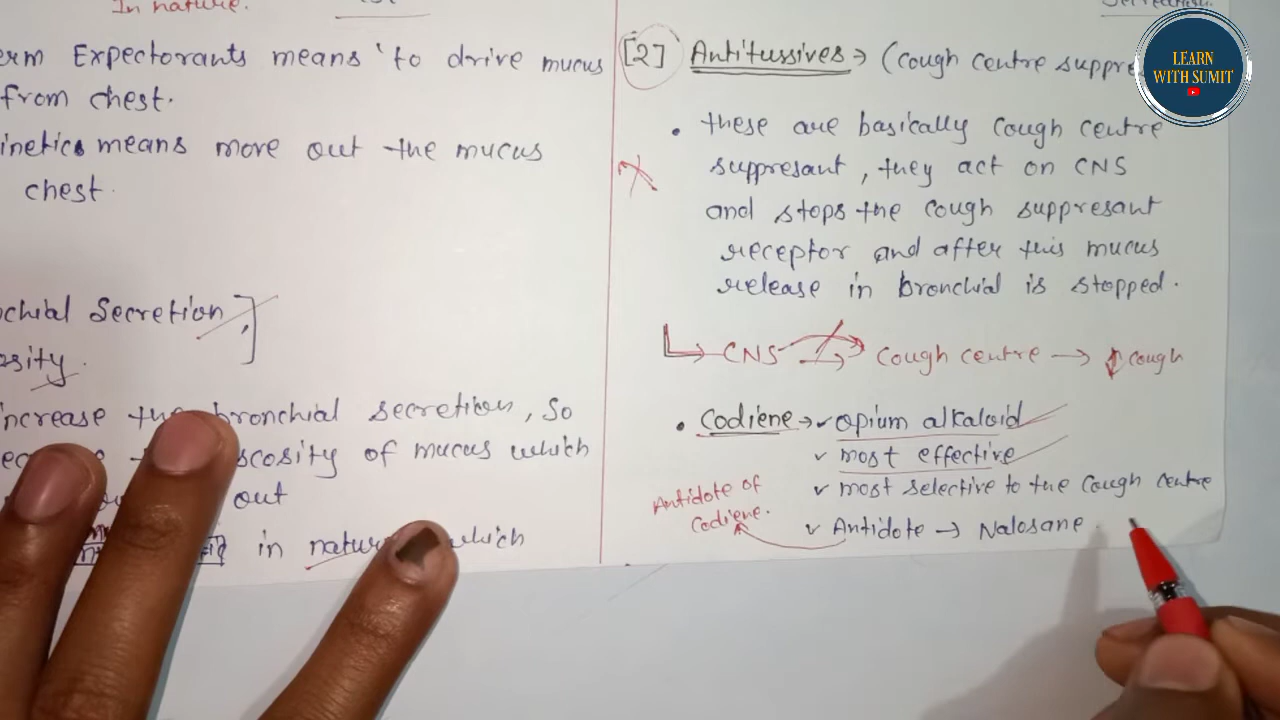 In nature.
erm Expectorants means 'to drive mucus
from chest.
inetics means more out the mucus
chest.
chial Secretion
osity.
increase the bronchial secretion, so
scosity of mucus which
out
in nature which
[2] Antitussives → (Cough centre suppre
• these are basically cough centre
suppresant, they act on CNS
and stops the cough suppresant
receptor and after this mucus
release in bronchial is stopped.
CNS → Cough centre → ↑ cough
• Codiene → ✓ opium alkaloid
✓ most effective
✓ most selective to the cough centre
✓ Antidote → Nalosane.
Antidote of
Codiene.
LEARN
WITH SUMIT